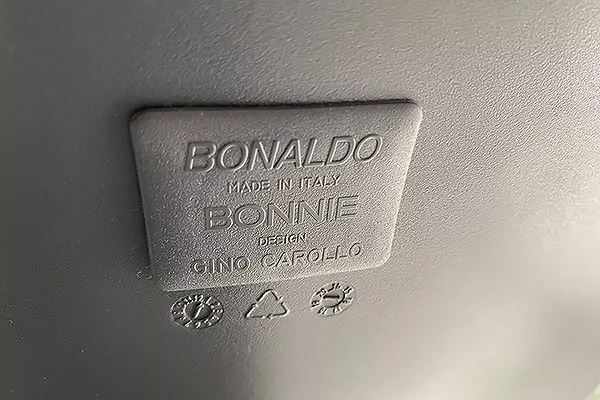 BONALDO
MADE IN ITALY
BONNIE
DESIGN
GINO CAROLLO